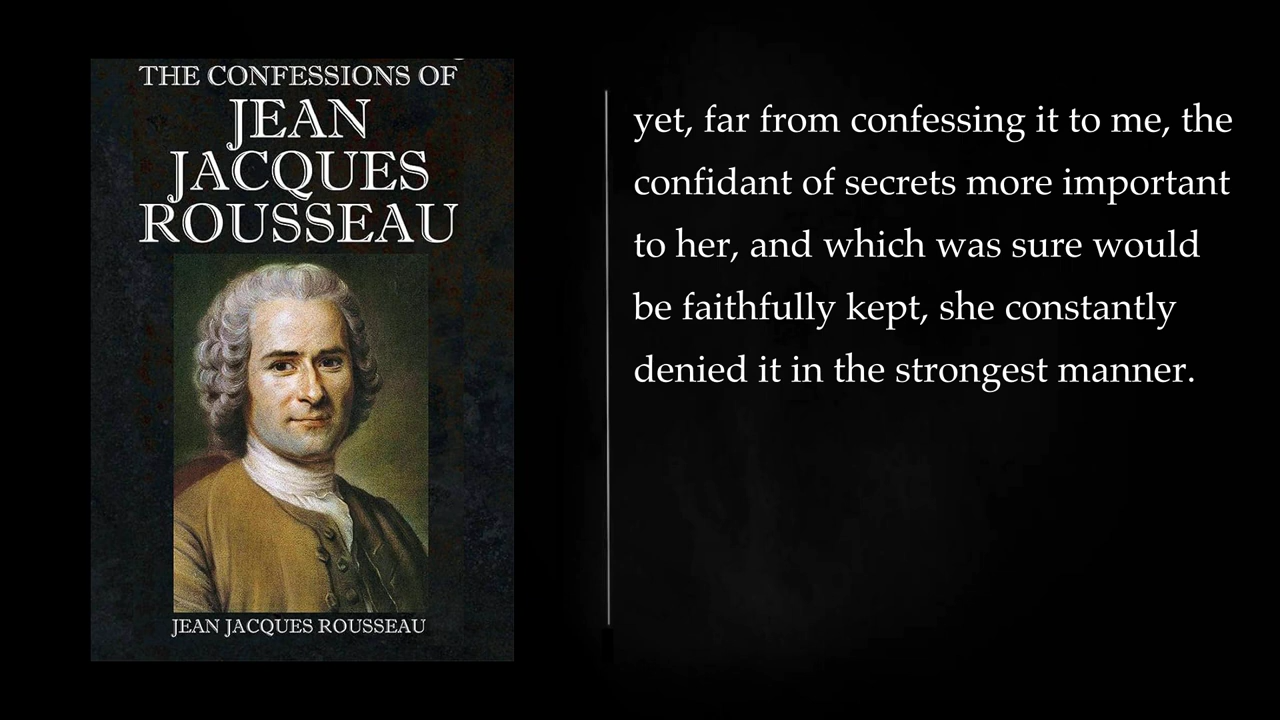 THE CONFESSIONS OF
JEAN
JACQUES
ROUSSEAU
JEAN JACQUES ROUSSEAU
yet, far from confessing it to me, the
confidant of secrets more important
to her, and which was sure would
be faithfully kept, she constantly
denied it in the strongest manner.